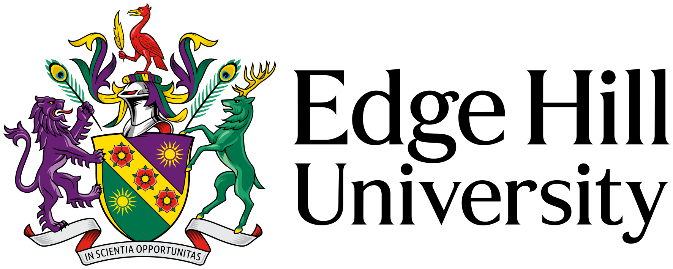 Edge Hill
University
IN SCIENTIA OPPORTUNITAS